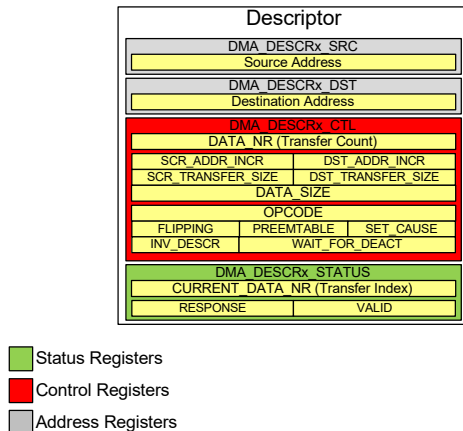 Descriptor
DMA_DESCRx_SRC
Source Address
DMA_DESCRx_DST
Destination Address
DMA_DESCRx_CTL
DATA_NR (Transfer Count)
SCR_ADDR_INCR DST_ADDR_INCR
SCR_TRANSFER_SIZE DST_TRANSFER_SIZE
DATA_SIZE
OPCODE
FLIPPING PREEMTABLE SET_CAUSE
INV_DESCR WAIT_FOR_DEACT
DMA_DESCRx_STATUS
CURRENT_DATA_NR (Transfer Index)
RESPONSE VALID
Status Registers
Control Registers
Address Registers